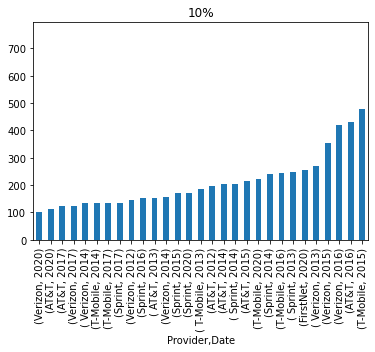 10%
700
600
500
400
300
200
100
0
(Verizon, 2020)
(AT&T, 2014)
(AT&T, 2017)
(Verizon, 2017)
( Verizon, 2014)
(T-Mobile, 2014)
(T-Mobile, 2017)
(Sprint, 2017)
(Verizon, 2012)
(Sprint, 2016)
( AT&T, 2013)
(Verizon, 2014)
(Sprint, 2015)
(Sprint, 2020)
( T-Mobile, 2013)
(AT&T, 2012)
(AT&T, 2014)
( Sprint, 2014)
(AT&T, 2015)
(T-Mobile, 2020)
(Sprint, 2014)
(T-Mobile, 2016)
( Sprint, 2013)
(FirstNet, 2020)
( Verizon, 2013)
(Verizon, 2015)
(Verizon, 2016)
(AT&T, 2016)
(T-Mobile, 2015)
Provider,Date